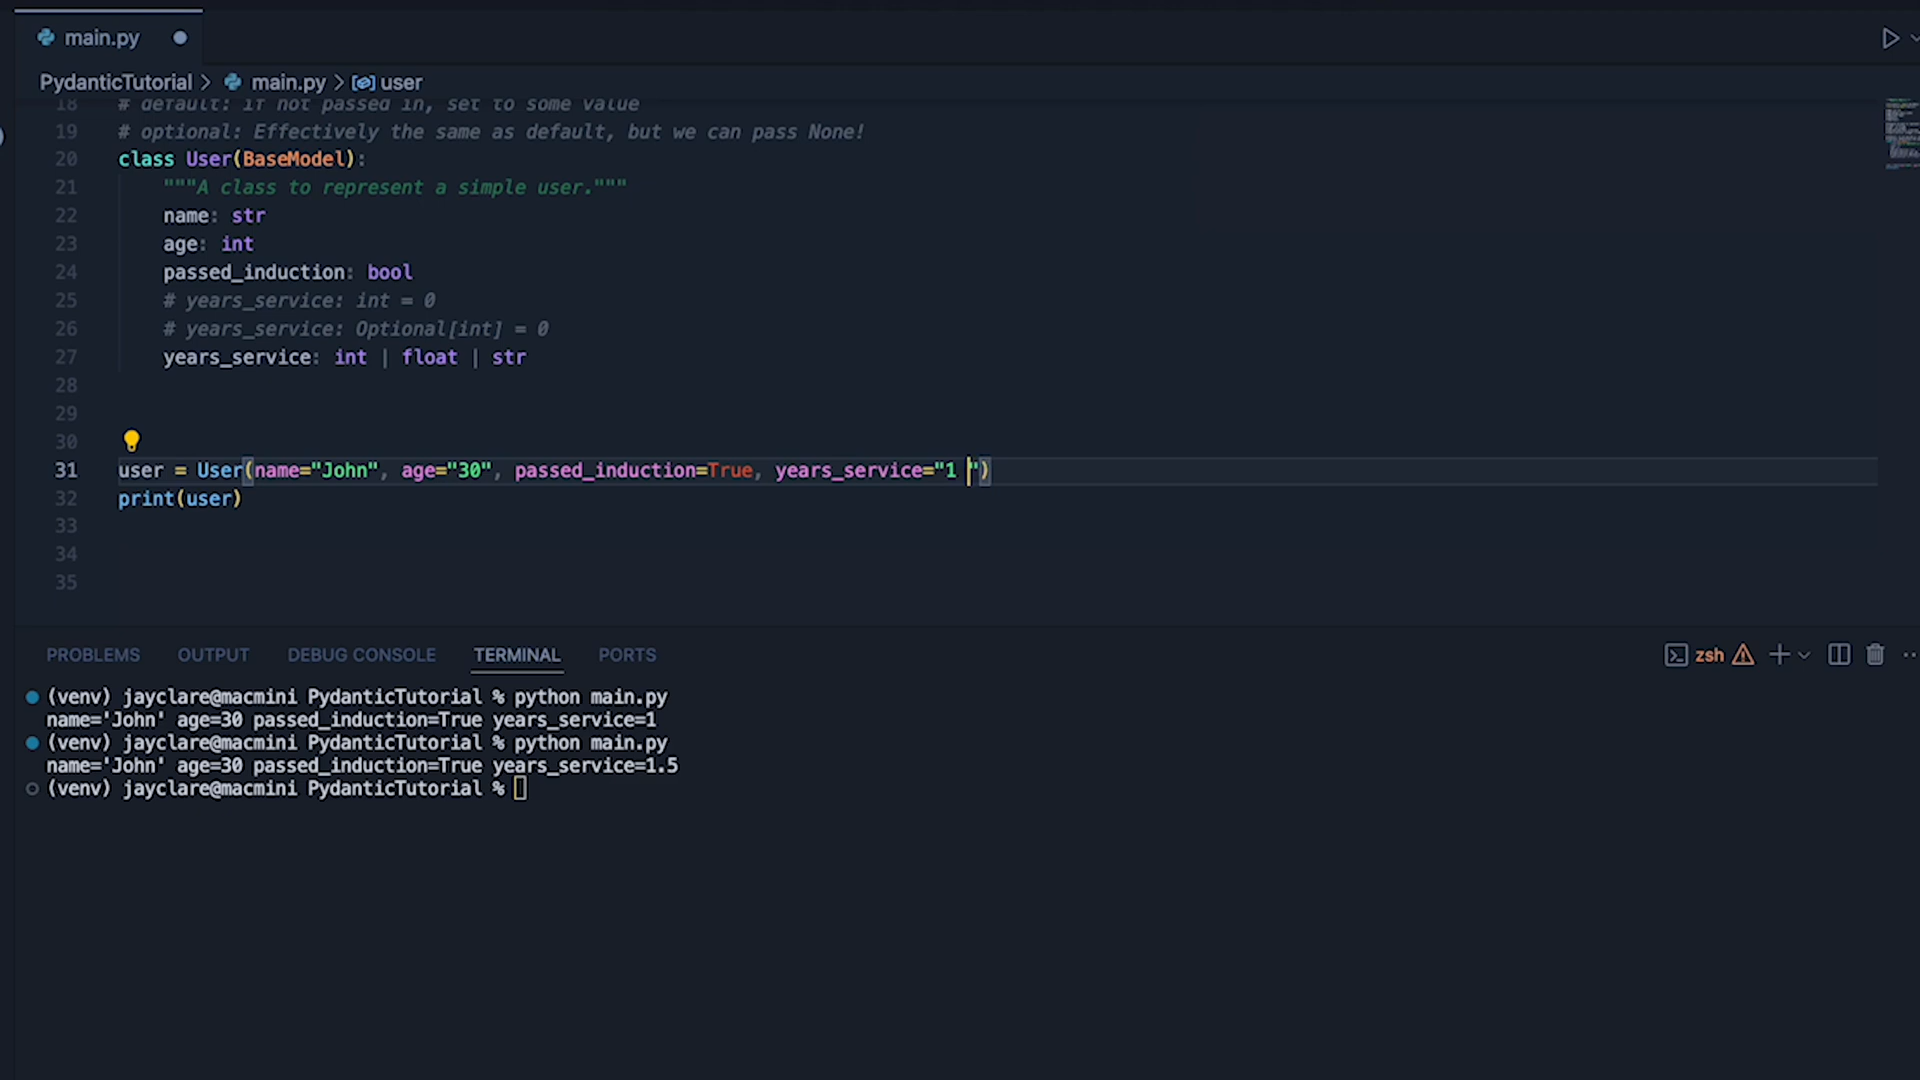 main.py
PydanticTutorial > main.py > user
18 # default: if not passed in, set to some value
19 # optional: Effectively the same as default, but we can pass None!
20 class User(BaseModel):
21 """A class to represent a simple user."""
22 name: str
23 age: int
24 passed_induction: bool
25 # years_service: int = 0
26 # years_service: Optional[int] = 0
27 years_service: int | float | str
28
29
30
31 user = User(name="John", age="30", passed_induction=True, years_service="1 ")
32 print(user)
33
34
35
PROBLEMS OUTPUT DEBUG CONSOLE TERMINAL PORTS zsh
(venv) jayclare@macmini PydanticTutorial % python main.py
name='John' age=30 passed_induction=True years_service=1
(venv) jayclare@macmini PydanticTutorial % python main.py
name='John' age=30 passed_induction=True years_service=1.5
(venv) jayclare@macmini PydanticTutorial %